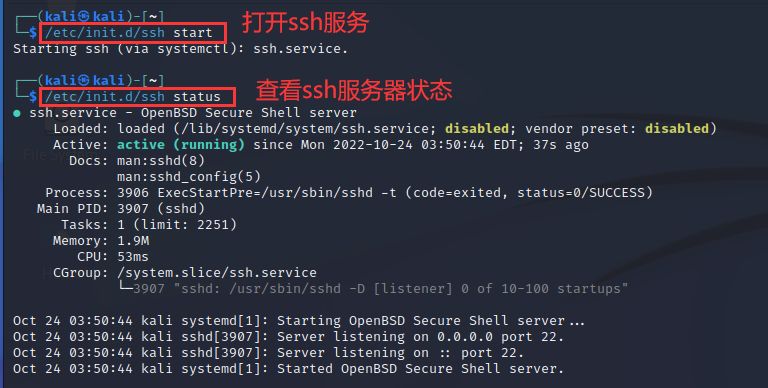 ┌──(kali㉿kali)-[~]
└─$ /etc/init.d/ssh start 打开ssh服务
Starting ssh (via systemctl): ssh.service.
┌──(kali㉿kali)-[~]
└─$ /etc/init.d/ssh status 查看ssh服务器状态
● ssh.service - OpenBSD Secure Shell server
Loaded: loaded (/lib/systemd/system/ssh.service; disabled; vendor preset: disabled)
Active: active (running) since Mon 2022-10-24 03:50:44 EDT; 37s ago
Docs: man:sshd(8)
man:sshd_config(5)
Process: 3906 ExecStartPre=/usr/sbin/sshd -t (code=exited, status=0/SUCCESS)
Main PID: 3907 (sshd)
Tasks: 1 (limit: 2251)
Memory: 1.9M
CPU: 53ms
CGroup: /system.slice/ssh.service
└─3907 "sshd: /usr/sbin/sshd -D [listener] 0 of 10-100 startups"
Oct 24 03:50:44 kali systemd[1]: Starting OpenBSD Secure Shell server...
Oct 24 03:50:44 kali sshd[3907]: Server listening on 0.0.0.0 port 22.
Oct 24 03:50:44 kali sshd[3907]: Server listening on :: port 22.
Oct 24 03:50:44 kali systemd[1]: Started OpenBSD Secure Shell server.